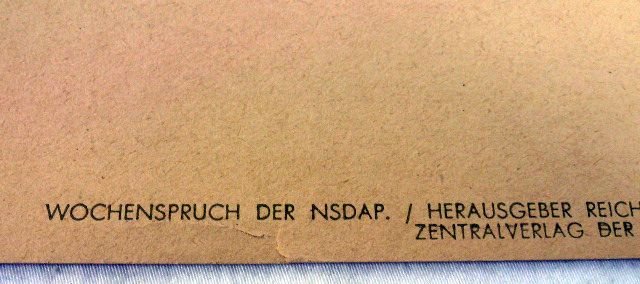 WOCHENSPRUCH DER NSDAP. / HERAUSGEBER REICH
ZENTRALVERLAG DER